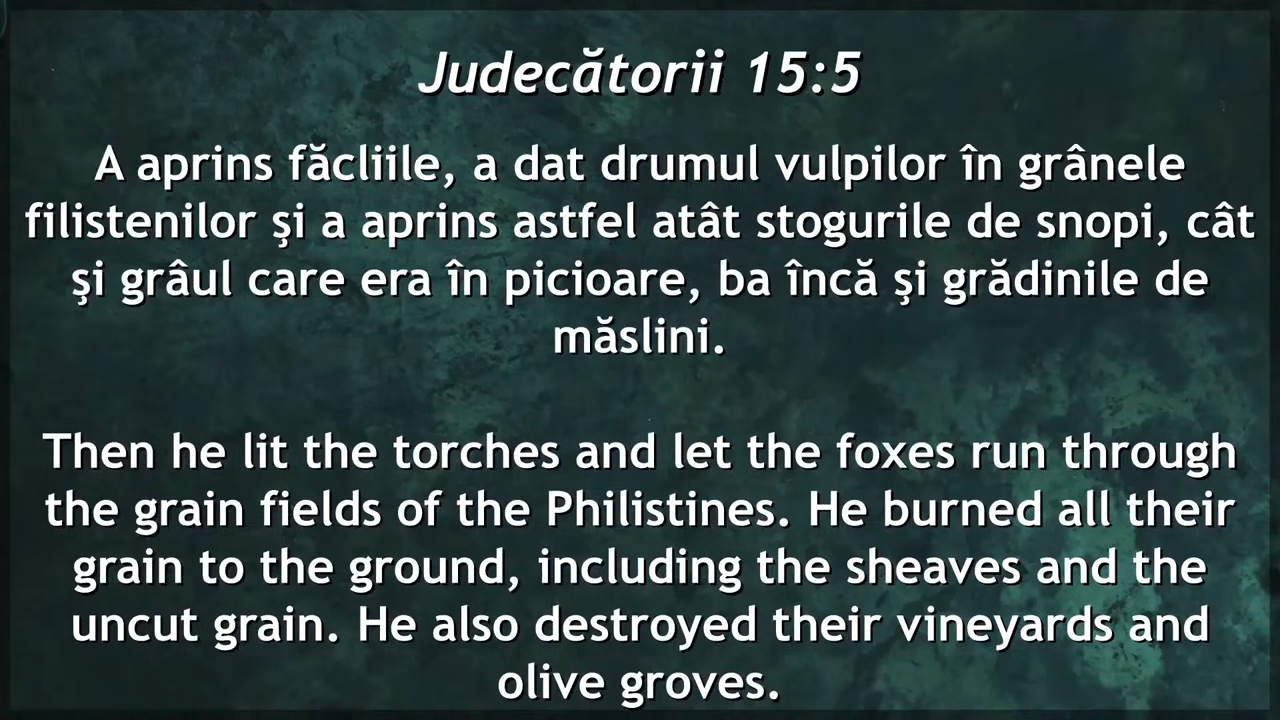 Judecătorii 15:5
A aprins făcliile, a dat drumul vulpilor în grânele
filistenilor şi a aprins astfel atât stogurile de snopi, cât
şi grâul care era în picioare, ba încă şi grădinile de
măslini.
Then he lit the torches and let the foxes run through
the grain fields of the Philistines. He burned all their
grain to the ground, including the sheaves and the
uncut grain. He also destroyed their vineyards and
olive groves.